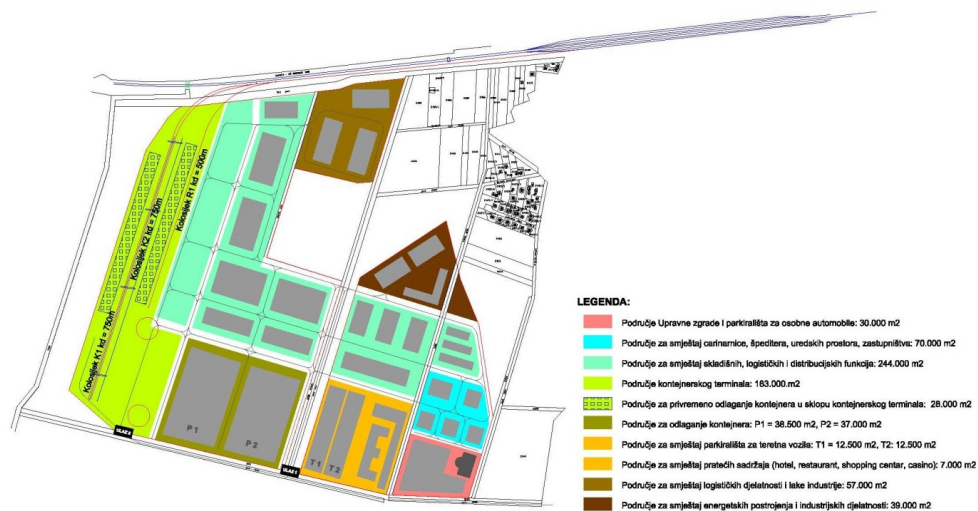 Kolosijek R1 kd = 500m
Kolosijek K2 kd = 750m
Kolosijek K1 kd = 750m
P 1
P 2
T 1
T 2
ULAZ 2
ULAZ 1
LEGENDA:
Područje Upravne zgrade i parkirališta za osobne automobile: 30.000 m2
Područje za smještaj carinarnice, špeditera, uredskih prostora, zastupništva: 70.000 m2
Područje za smještaj skladišnih, logističkih i distribucijskih funkcija: 244.000 m2
Područje kontejnerskog terminala: 163.000 m2
Područje za privremeno odlaganje kontejnera u sklopu kontejnerskog terminala: 28.000 m2
Područje za odlaganje kontejnera: P1 = 38.500 m2, P2 = 37.000 m2
Područje za smještaj parkirališta za teretna vozila: T1 = 12.500 m2, T2: 12.500 m2
Područje za smještaj pratećih sadržaja (hotel, restaurant, shopping centar, casino): 7.000 m2
Područje za smještaj logističkih djelatnosti i lake industrije: 57.000 m2
Područje za smještaj energetskih postrojenja i industrijskih djelatnosti: 39.000 m2